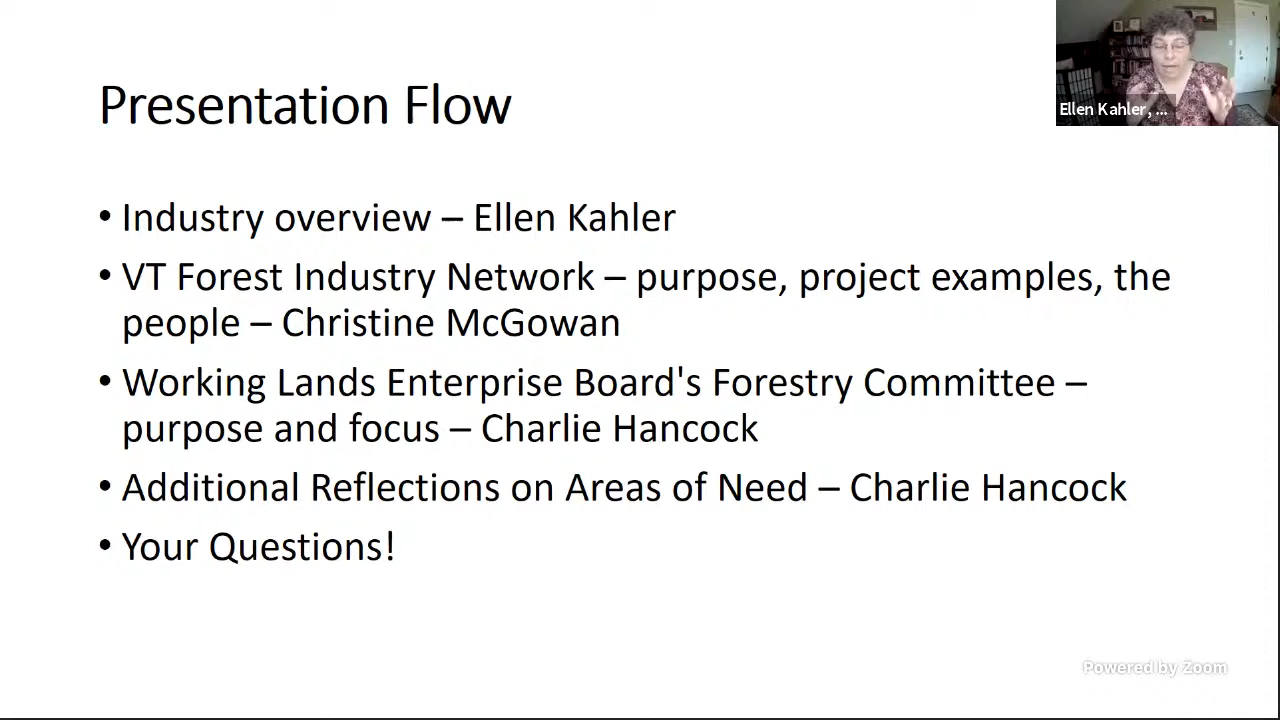 Presentation Flow
Ellen Kahler, ...
• Industry overview – Ellen Kahler
• VT Forest Industry Network – purpose, project examples, the
people – Christine McGowan
• Working Lands Enterprise Board's Forestry Committee –
purpose and focus – Charlie Hancock
• Additional Reflections on Areas of Need – Charlie Hancock
• Your Questions!
Powered by Zoom